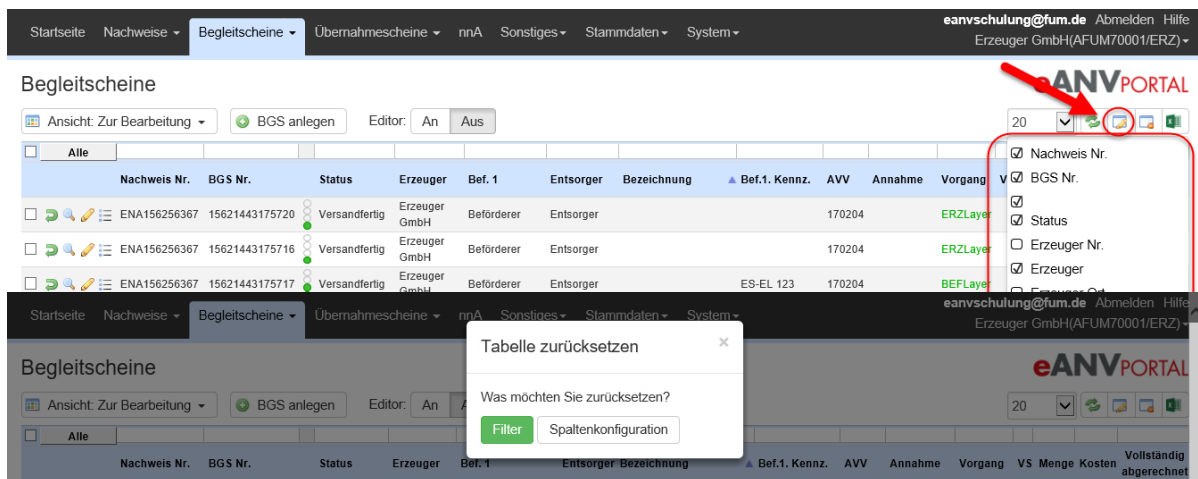 eanvschulung@fum.de Abmelden Hilfe
Startseite Nachweise Begleitscheine Übernahmescheine nnA Sonstiges Stammdaten System
Erzeuger GmbH(AFUM70001/ERZ)
Begleitscheine
eANVPORTAL
Ansicht: Zur Bearbeitung BGS anlegen Editor: An Aus 20
Alle
Nachweis Nr. BGS Nr. Status Erzeuger Bef. 1 Entsorger Bezeichnung Bef.1. Kennz. AVV Annahme Vorgang V
ENA156256367 15621443175720 Versandfertig Erzeuger GmbH Beförderer Entsorger 170204 ERZLayer
ENA156256367 15621443175716 Versandfertig Erzeuger GmbH Beförderer Entsorger 170204 ERZLayer
ENA156256367 15621443175717 Versandfertig Erzeuger GmbH Beförderer Entsorger ES-EL 123 170204 BEFLayer
Nachweis Nr.
BGS Nr.
Status
Erzeuger Nr.
Erzeuger
Erzeuger Ort
eanvschulung@fum.de Abmelden Hilfe
Startseite Nachweise Begleitscheine Übernahmescheine nnA Sonstiges Stammdaten System
Erzeuger GmbH(AFUM70001/ERZ)
Begleitscheine
eANVPORTAL
Ansicht: Zur Bearbeitung BGS anlegen Editor: An 20
Tabelle zurücksetzen ×
Was möchten Sie zurücksetzen?
Filter Spaltenkonfiguration
Alle
Nachweis Nr. BGS Nr. Status Erzeuger Bef. 1 Entsorger Bezeichnung Bef.1. Kennz. AVV Annahme Vorgang VS Menge Kosten Vollständig abgerechnet